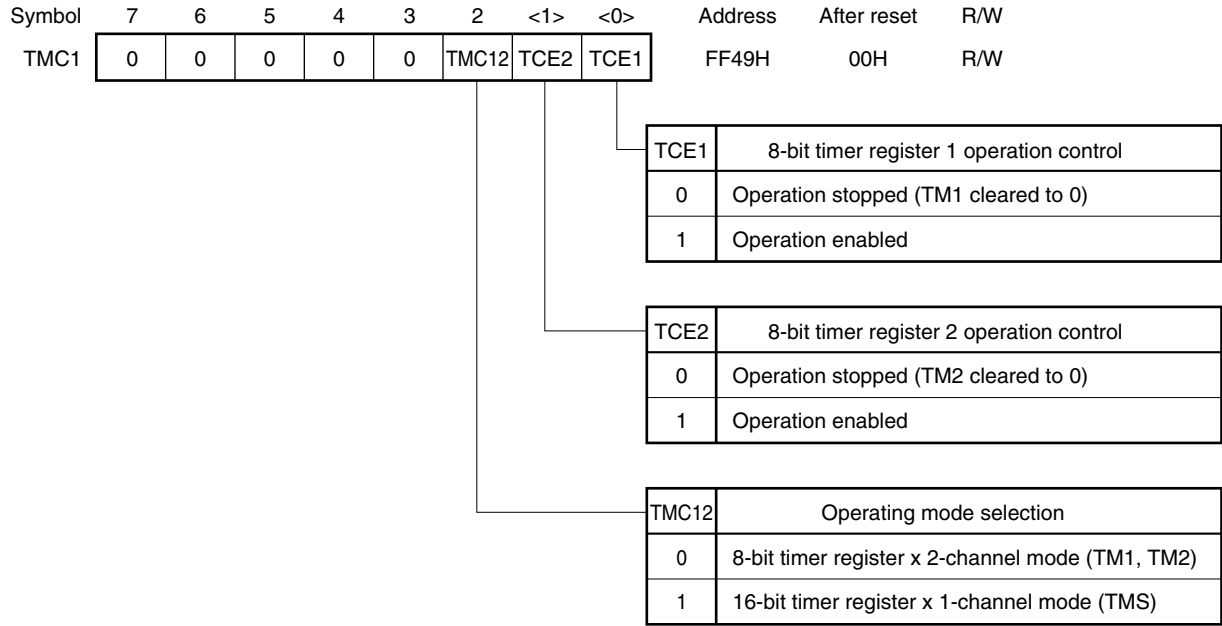 Symbol 7 6 5 4 3 2 <1> <0> Address After reset R/W
TMC1 0 0 0 0 0 TMC12 TCE2 TCE1 FF49H 00H R/W
TCE1 8-bit timer register 1 operation control
0 Operation stopped (TM1 cleared to 0)
1 Operation enabled
TCE2 8-bit timer register 2 operation control
0 Operation stopped (TM2 cleared to 0)
1 Operation enabled
TMC12 Operating mode selection
0 8-bit timer register x 2-channel mode (TM1, TM2)
1 16-bit timer register x 1-channel mode (TMS)